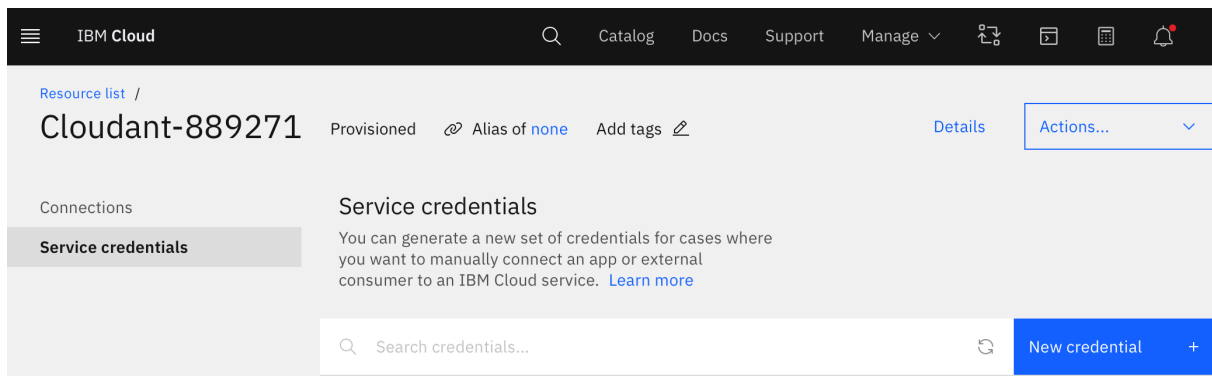 IBM Cloud Catalog Docs Support Manage
Resource list /
Cloudant-889271 Provisioned Alias of none Add tags Details Actions...
Connections
Service credentials
Service credentials
You can generate a new set of credentials for cases where
you want to manually connect an app or external
consumer to an IBM Cloud service. Learn more
Search credentials... New credential +